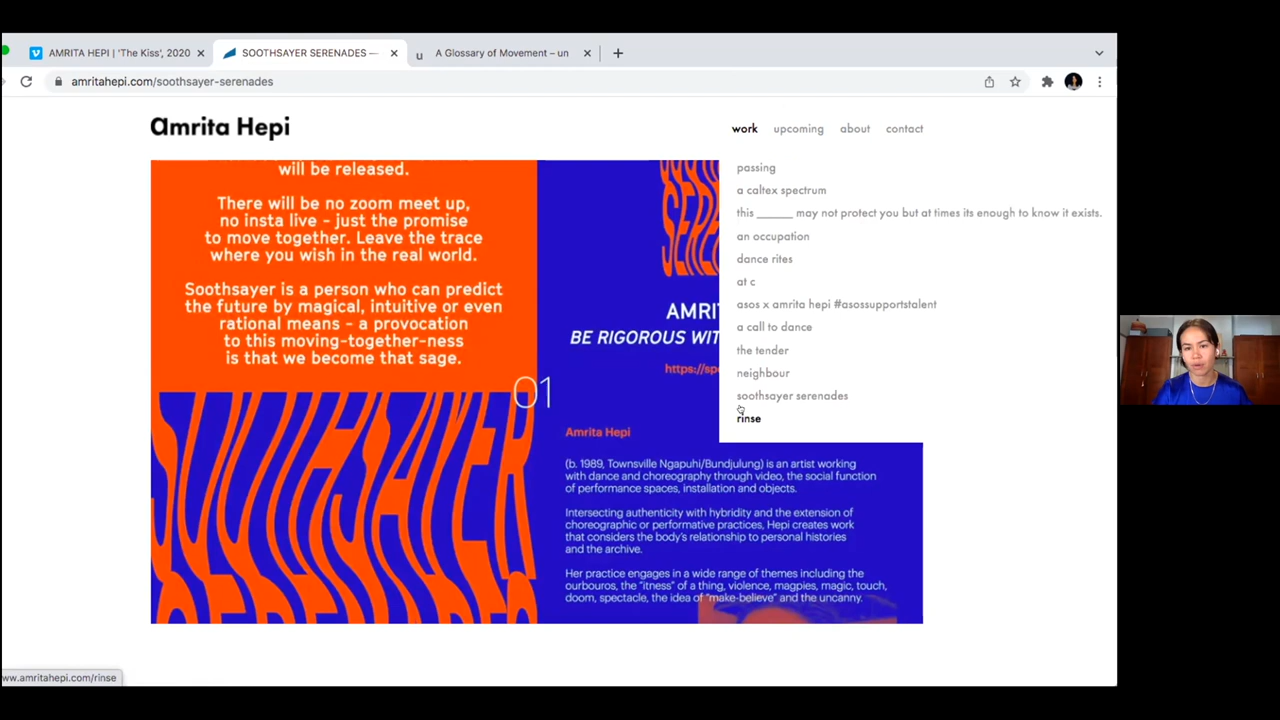 AMRITA HEPI | 'The Kiss', 2020
SOOTHSAYER SERENADES —
A Glossary of Movement – un
amritahepi.com/soothsayer-serenades
amrita Hepi
work
upcoming
about
contact
passing
a caltex spectrum
this ______ may not protect you but at times its enough to know it exists.
an occupation
dance rites
at c
asos x amrita hepi #asossupportstalent
a call to dance
the tender
neighbour
soothsayer serenades
rinse
will be released.
There will be no zoom meet up,
no insta live - just the promise
to move together. Leave the trace
where you wish in the real world.
Soothsayer is a person who can predict
the future by magical, intuitive or even
rational means - a provocation
to this moving-together-ness
is that we become that sage.
SOOTHSAYER
01
AMRI
BE RIGOROUS WIT
https://spo
Amrita Hepi
(b. 1989, Townsville Ngapuhi/Bundjulung) is an artist working
with dance and choreography through video, the social function
of performance spaces, installation and objects.
Intersecting authenticity with hybridity and the extension of
choreographic or performative practices, Hepi creates work
that considers the body's relationship to personal histories
and the archive.
Her practice engages in a wide range of themes including the
ourbouros, the "itness" of a thing, violence, magpies, magic, touch,
doom, spectacle, the idea of "make-believe" and the uncanny.
ww.amritahepi.com/rinse